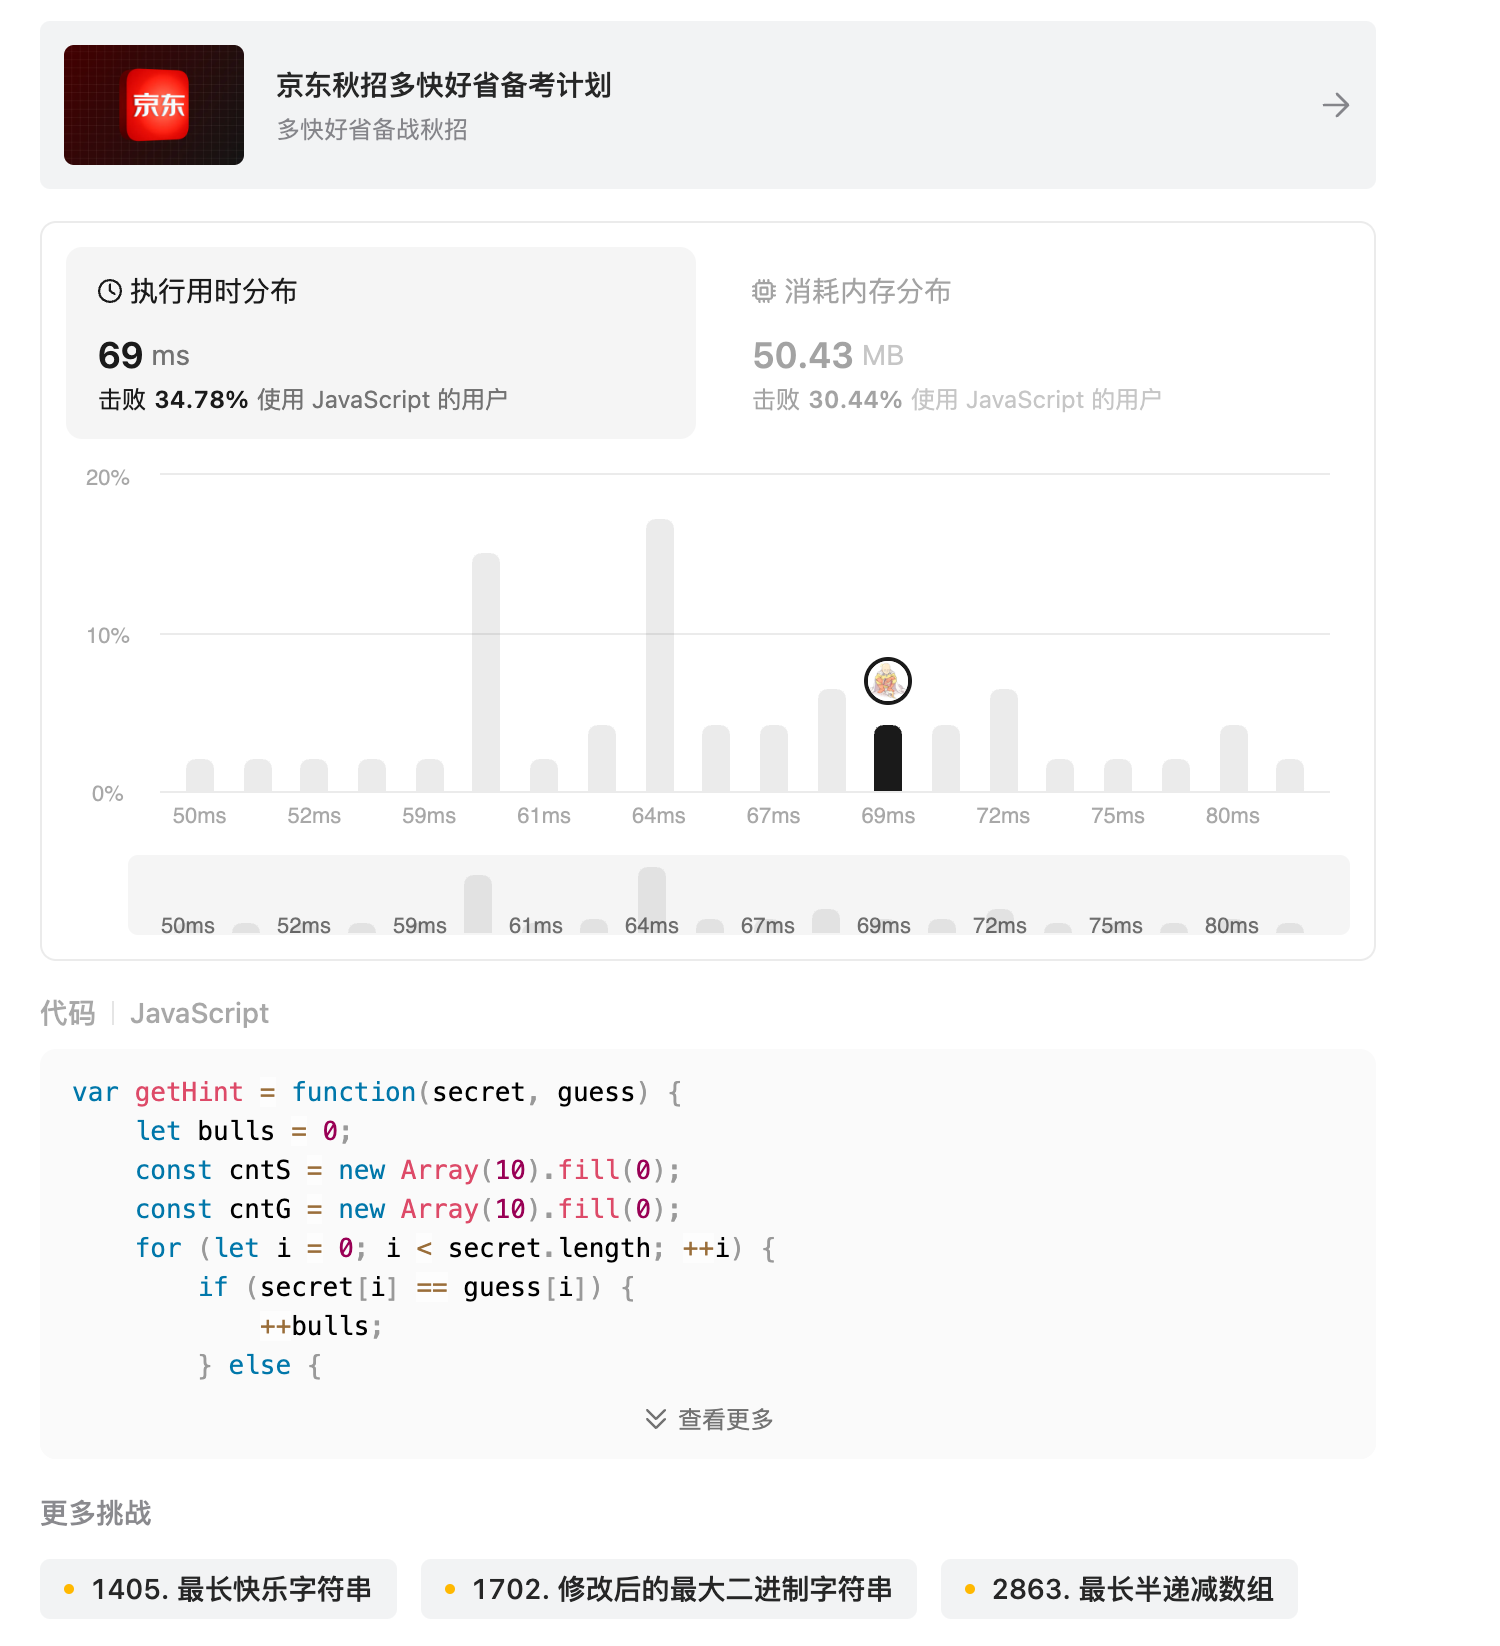 京东
京东秋招多快好省备考计划
多快好省备战秋招
执行用时分布
69 ms
击败 34.78% 使用 JavaScript 的用户
消耗内存分布
50.43 MB
击败 30.44% 使用 JavaScript 的用户
20%
10%
0%
50ms 52ms 59ms 61ms 64ms 67ms 69ms 72ms 75ms 80ms
50ms 52ms 59ms 61ms 64ms 67ms 69ms 72ms 75ms 80ms
代码 JavaScript
var getHint = function(secret, guess) {
    let bulls = 0;
    const cntS = new Array(10).fill(0);
    const cntG = new Array(10).fill(0);
    for (let i = 0; i < secret.length; ++i) {
        if (secret[i] == guess[i]) {
            ++bulls;
        } else {
查看更多
更多挑战
1405. 最长快乐字符串
1702. 修改后的最大二进制字符串
2863. 最长半递减数组